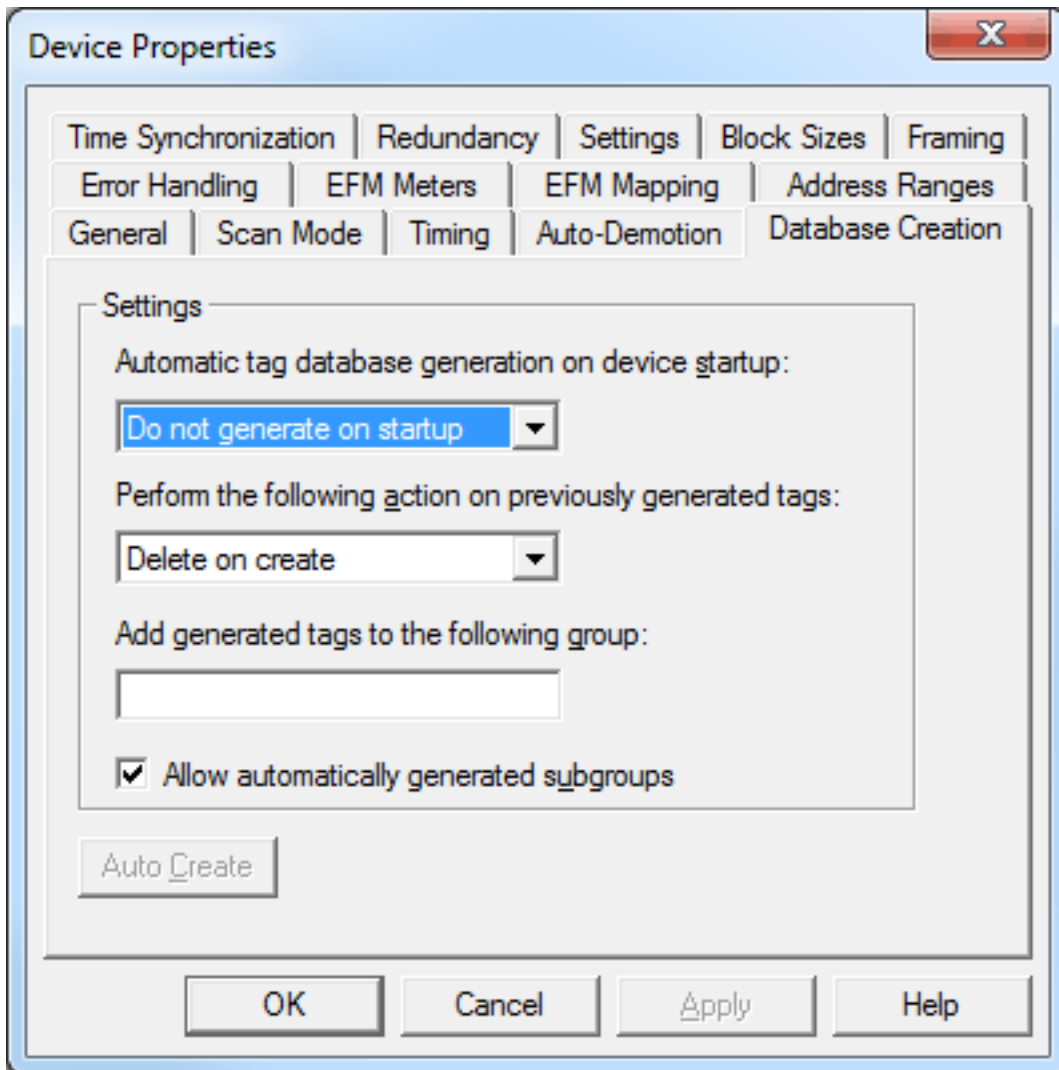 Device Properties
Time Synchronization Redundancy Settings Block Sizes Framing
Error Handling EFM Meters EFM Mapping Address Ranges
General Scan Mode Timing Auto-Demotion Database Creation
Settings
Automatic tag database generation on device startup:
Do not generate on startup
Perform the following action on previously generated tags:
Delete on create
Add generated tags to the following group:
Allow automatically generated subgroups
Auto Create
OK Cancel Apply Help